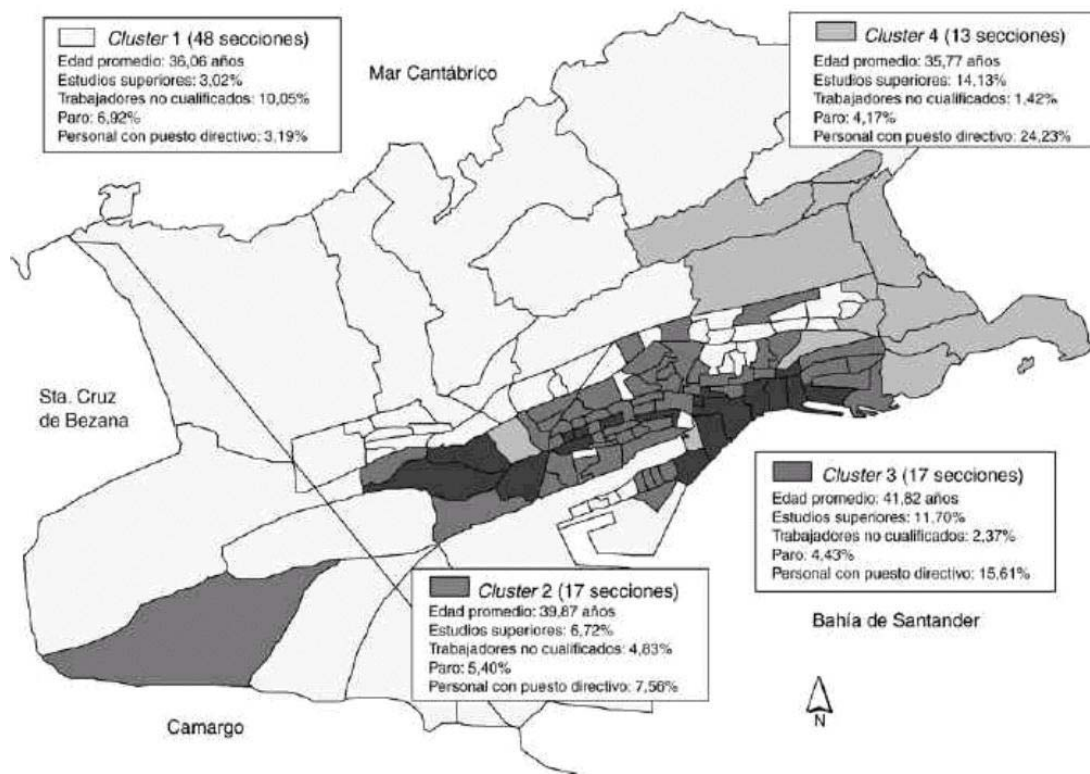 Cluster 1 (48 secciones)
Edad promedio: 36,06 años
Estudios superiores: 3,02%
Trabajadores no cualificados: 10,05%
Paro: 6,92%
Personal con puesto directivo: 3,19%
Mar Cantábrico
Cluster 4 (13 secciones)
Edad promedio: 35,77 años
Estudios superiores: 14,13%
Trabajadores no cualificados: 1,42%
Paro: 4,17%
Personal con puesto directivo: 24,23%
Sta. Cruz
de Bezana
Cluster 3 (17 secciones)
Edad promedio: 41,82 años
Estudios superiores: 11,70%
Trabajadores no cualificados: 2,37%
Paro: 4,43%
Personal con puesto directivo: 15,61%
Cluster 2 (17 secciones)
Edad promedio: 39,87 años
Estudios superiores: 6,72%
Trabajadores no cualificados: 4,83%
Paro: 5,40%
Personal con puesto directivo: 7,56%
Bahía de Santander
Camargo
N